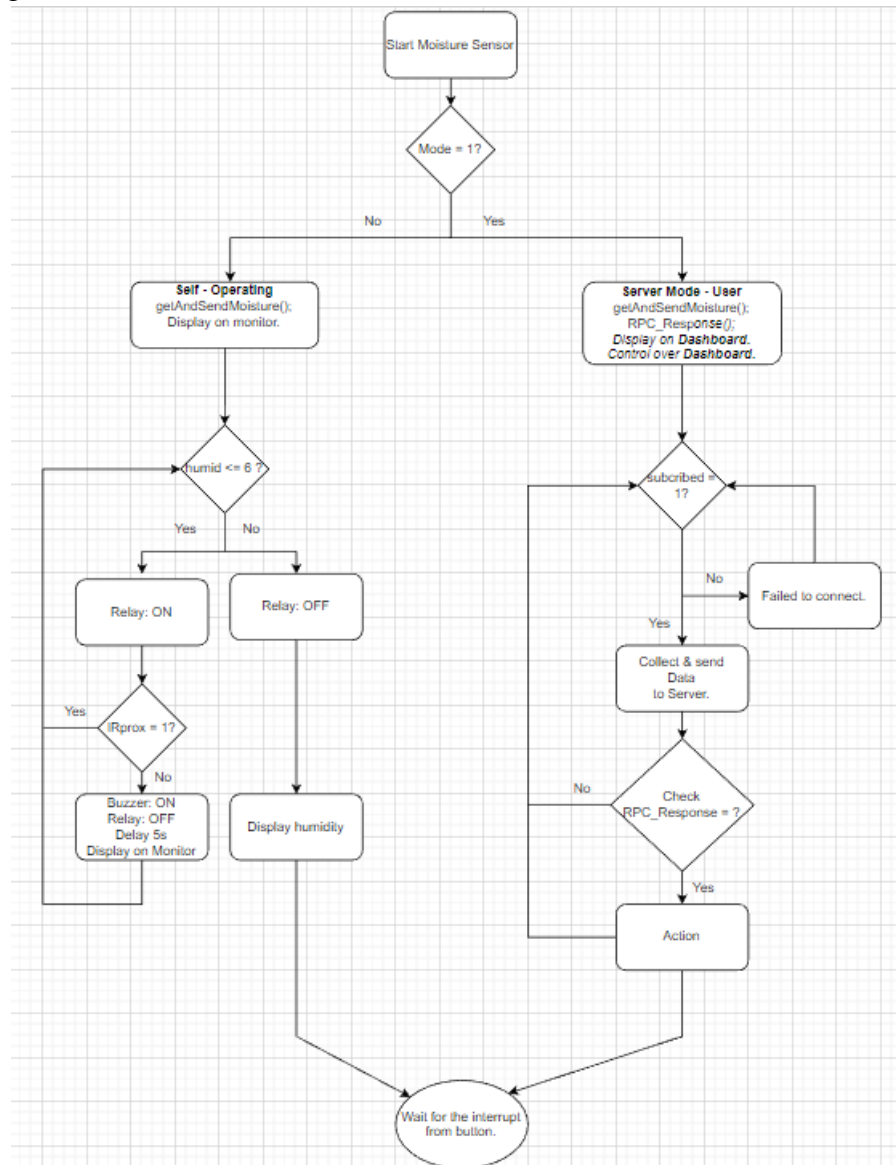 Start Moisture Sensor
Mode = 1?
No
Yes
Self - Operating
getAndSendMoisture();
Display on monitor.
Server Mode - User
getAndSendMoisture();
RPC_Response();
Display on Dashboard.
Control over Dashboard.
humid <= 6 ?
Yes
No
Relay: ON
Relay: OFF
IRprox = 1?
Yes
No
Buzzer: ON
Relay: OFF
Delay 5s
Display on Monitor
Display humidity
subcribed =
1?
No
Failed to connect.
Yes
Collect & send
Data
to Server.
No
Check
RPC_Response = ?
Yes
Action
Wait for the interrupt
from button.